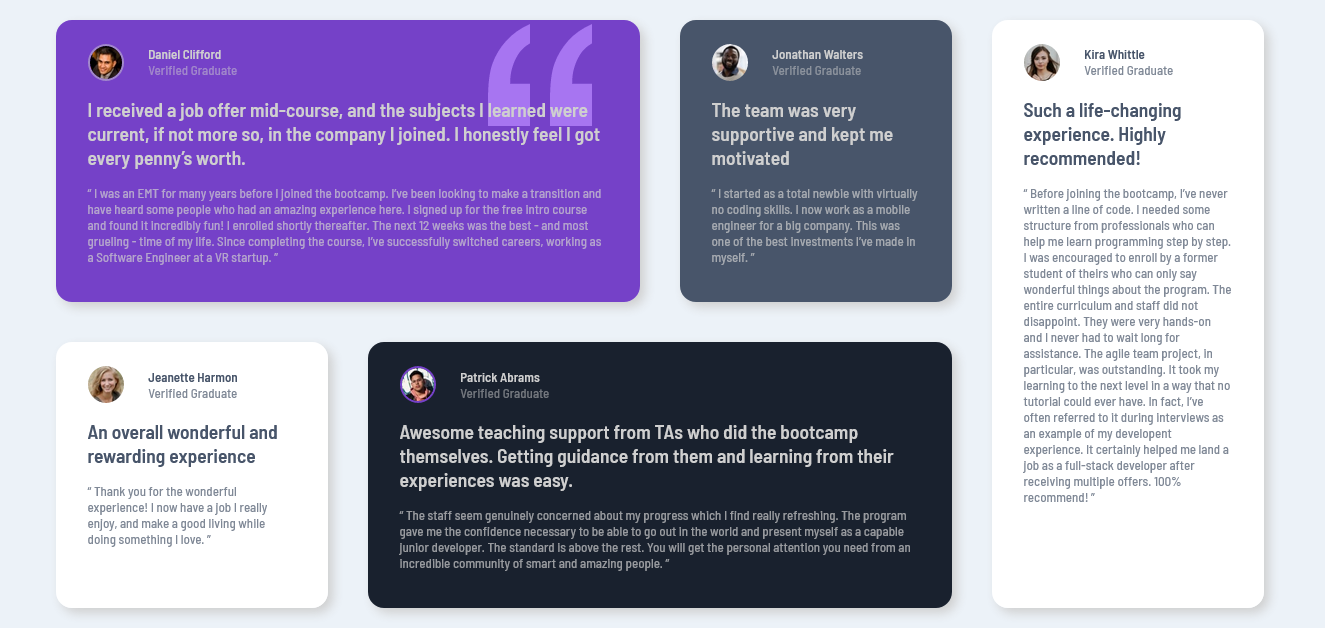 Daniel Clifford
Verified Graduate
I received a job offer mid-course, and the subjects I learned were
current, if not more so, in the company I joined. I honestly feel I got
every penny’s worth.
“ I was an EMT for many years before I joined the bootcamp. I’ve been looking to make a transition and
have heard some people who had an amazing experience here. I signed up for the free intro course
and found it incredibly fun! I enrolled shortly thereafter. The next 12 weeks was the best - and most
grueling - time of my life. Since completing the course, I’ve successfully switched careers, working as
a Software Engineer at a VR startup. ”
Jonathan Walters
Verified Graduate
The team was very
supportive and kept me
motivated
“ I started as a total newbie with virtually
no coding skills. I now work as a mobile
engineer for a big company. This was
one of the best investments I’ve made in
myself. ”
Kira Whittle
Verified Graduate
Such a life-changing
experience. Highly
recommended!
“ Before joining the bootcamp, I’ve never
written a line of code. I needed some
structure from professionals who can
help me learn programming step by step.
I was encouraged to enroll by a former
student of theirs who can only say
wonderful things about the program. The
entire curriculum and staff did not
disappoint. They were very hands-on
and I never had to wait long for
assistance. The agile team project, in
particular, was outstanding. It took my
learning to the next level in a way that no
tutorial could ever have. In fact, I’ve
often referred to it during interviews as
an example of my developent
experience. It certainly helped me land a
job as a full-stack developer after
receiving multiple offers. 100%
recommend! ”
Jeanette Harmon
Verified Graduate
An overall wonderful and
rewarding experience
“ Thank you for the wonderful
experience! I now have a job I really
enjoy, and make a good living while
doing something I love. ”
Patrick Abrams
Verified Graduate
Awesome teaching support from TAs who did the bootcamp
themselves. Getting guidance from them and learning from their
experiences was easy.
“ The staff seem genuinely concerned about my progress which I find really refreshing. The program
gave me the confidence necessary to be able to go out in the world and present myself as a capable
junior developer. The standard is above the rest. You will get the personal attention you need from an
incredible community of smart and amazing people. ”